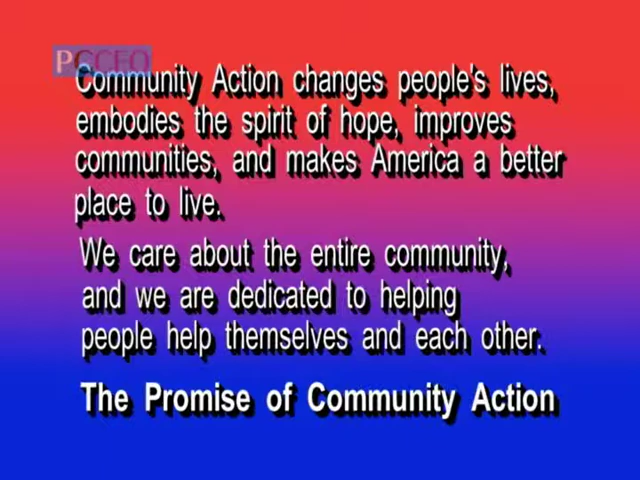 PCCEO
Community Action changes people's lives,
embodies the spirit of hope, improves
communities, and makes America a better
place to live.
We care about the entire community,
and we are dedicated to helping
people help themselves and each other.
The Promise of Community Action